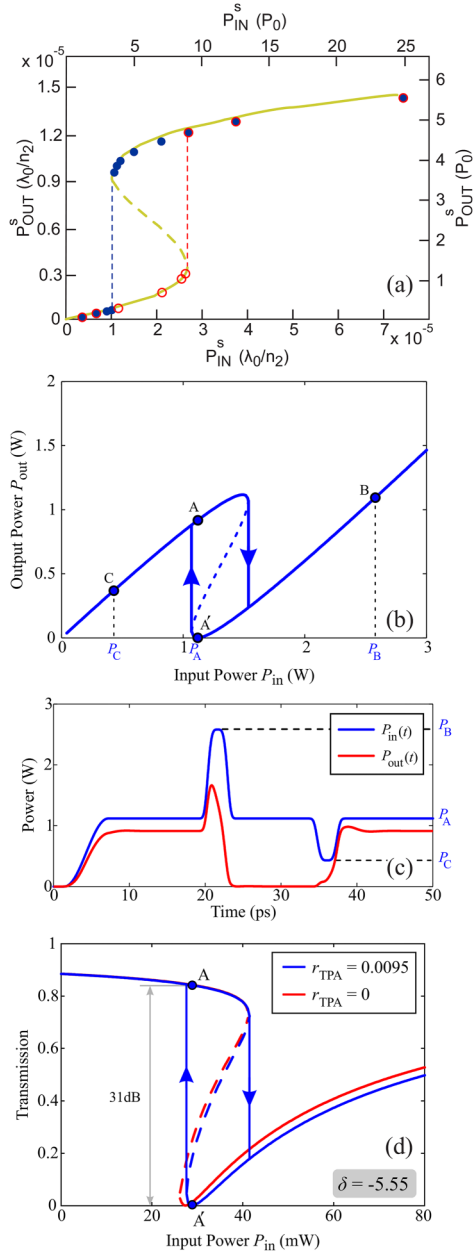 P^S_IN (P_0)
0 5 10 15 20 25
× 10^-5
1.5
1.2
0.9
0.3
0
P^S_OUT (λ_0/n_2)
6
5
4
3
2
1
P^S_OUT (P_0)
(a)
0 1 2 3 4 5 6 7 × 10^-5
P^S_IN (λ_0/n_2)
2
1.5
1
0.5
0
Output Power P_out (W)
A
B
C
A′
(b)
0 1 2 3
P_C P_A P_B
Input Power P_in (W)
3
2
1
0
Power (W)
P_in(t)
P_out(t)
P_B
P_A
P_C
(c)
0 10 20 30 40 50
Time (ps)
1
0.8
0.6
0.4
0.2
0
Transmission
A
r_TPA = 0.0095
r_TPA = 0
31dB
(d)
δ = -5.55
A′
0 20 40 60 80
Input Power P_in (mW)